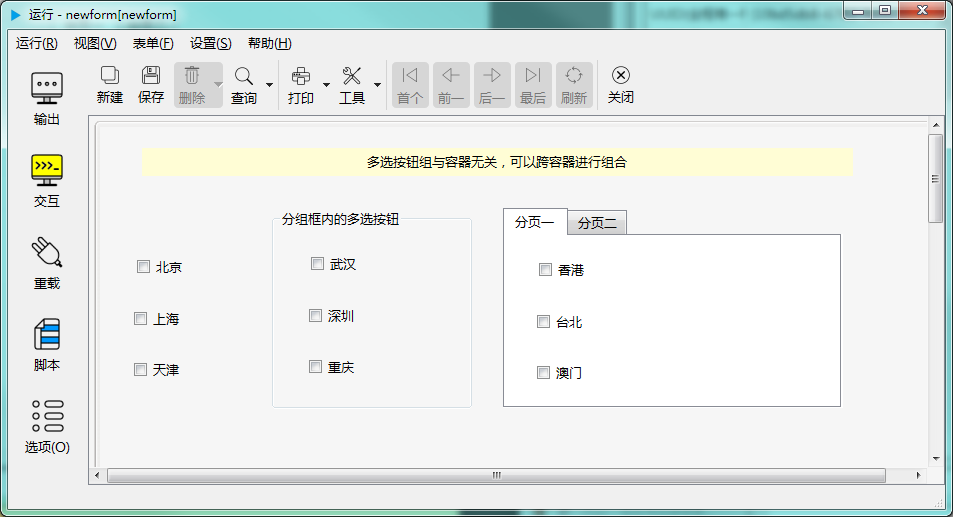 运行 - newform[newform]
运行(R) 视图(V) 表单(F) 设置(S) 帮助(H)
新建 保存 删除 查询 打印 工具 首个 前一 后一 最后 刷新 关闭
输出
交互
重载
脚本
选项(O)
多选按钮组与容器无关，可以跨容器进行组合
北京
上海
天津
分组框内的多选按钮
武汉
深圳
重庆
分页一 分页二
香港
台北
澳门